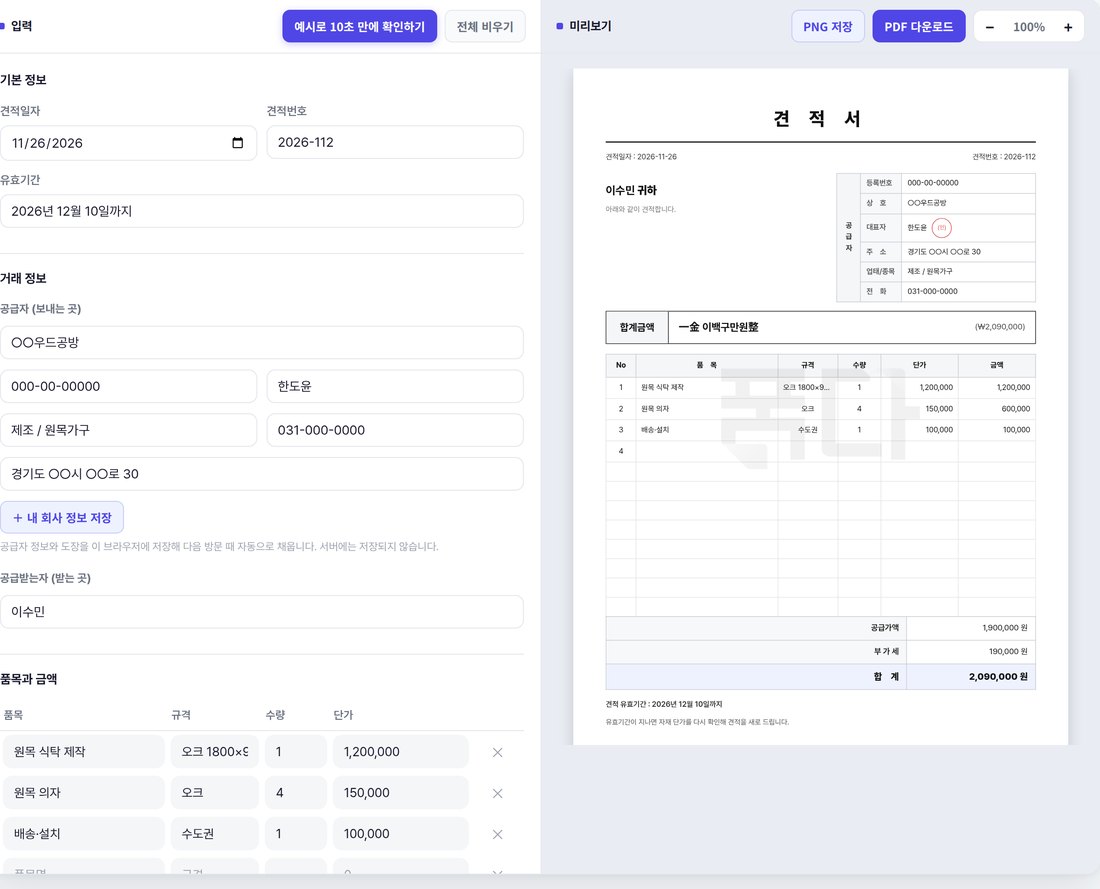 입력
예시로 10초 만에 확인하기
전체 비우기
기본 정보
견적일자
견적번호
11/26/2026
2026-112
유효기간
2026년 12월 10일까지
거래 정보
공급자 (보내는 곳)
〇〇우드공방
000-00-00000
한도윤
제조 / 원목가구
031-000-0000
경기도 〇〇시 〇〇로 30
+ 내 회사 정보 저장
공급자 정보와 도장을 이 브라우저에 저장해 다음 방문 때 자동으로 채웁니다. 서버에는 저장되지 않습니다.
공급받는자 (받는 곳)
이수민
품목과 금액
품목 규격 수량 단가
원목 식탁 제작 오크 1800×9 1 1,200,000
원목 의자 오크 4 150,000
배송·설치 수도권 1 100,000
미리보기
PNG 저장
PDF 다운로드
− 100% +
견 적 서
견적일자 : 2026-11-26
견적번호 : 2026-112
이수민 귀하
아래와 같이 견적합니다.
공급자
등록번호 000-00-00000
상 호 〇〇우드공방
대표자 한도윤 (인)
주 소 경기도 〇〇시 〇〇로 30
업태/종목 제조 / 원목가구
전 화 031-000-0000
합계금액 一金 이백구만원整 (₩2,090,000)
No 품 목 규격 수량 단가 금액
1 원목 식탁 제작 오크 1800×9... 1 1,200,000 1,200,000
2 원목 의자 오크 4 150,000 600,000
3 배송·설치 수도권 1 100,000 100,000
4
공급가액 1,900,000 원
부 가 세 190,000 원
합 계 2,090,000 원
견적 유효기간 : 2026년 12월 10일까지
유효기간이 지나면 자재 단가를 다시 확인해 견적을 새로 드립니다.